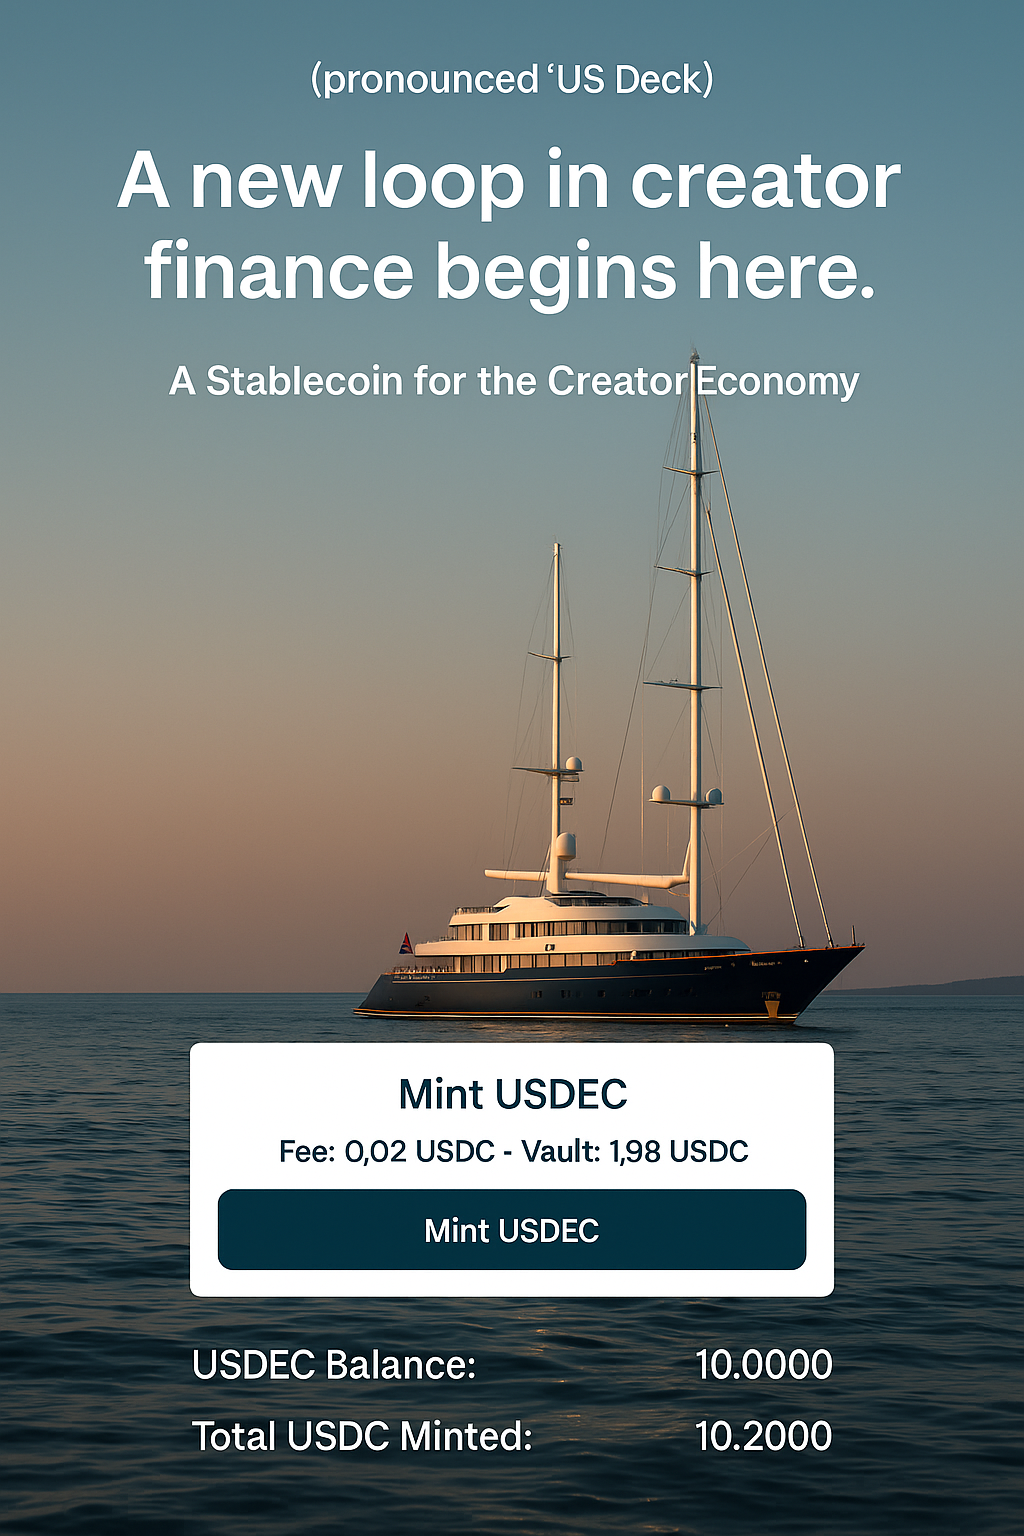 (pronounced ‘US Deck)
A new loop in creator
finance begins here.
A Stablecoin for the Creator Economy
Mint USDEC
Fee: 0,02 USDC - Vault: 1,98 USDC
Mint USDEC
USDEC Balance: 10.0000
Total USDC Minted: 10.2000